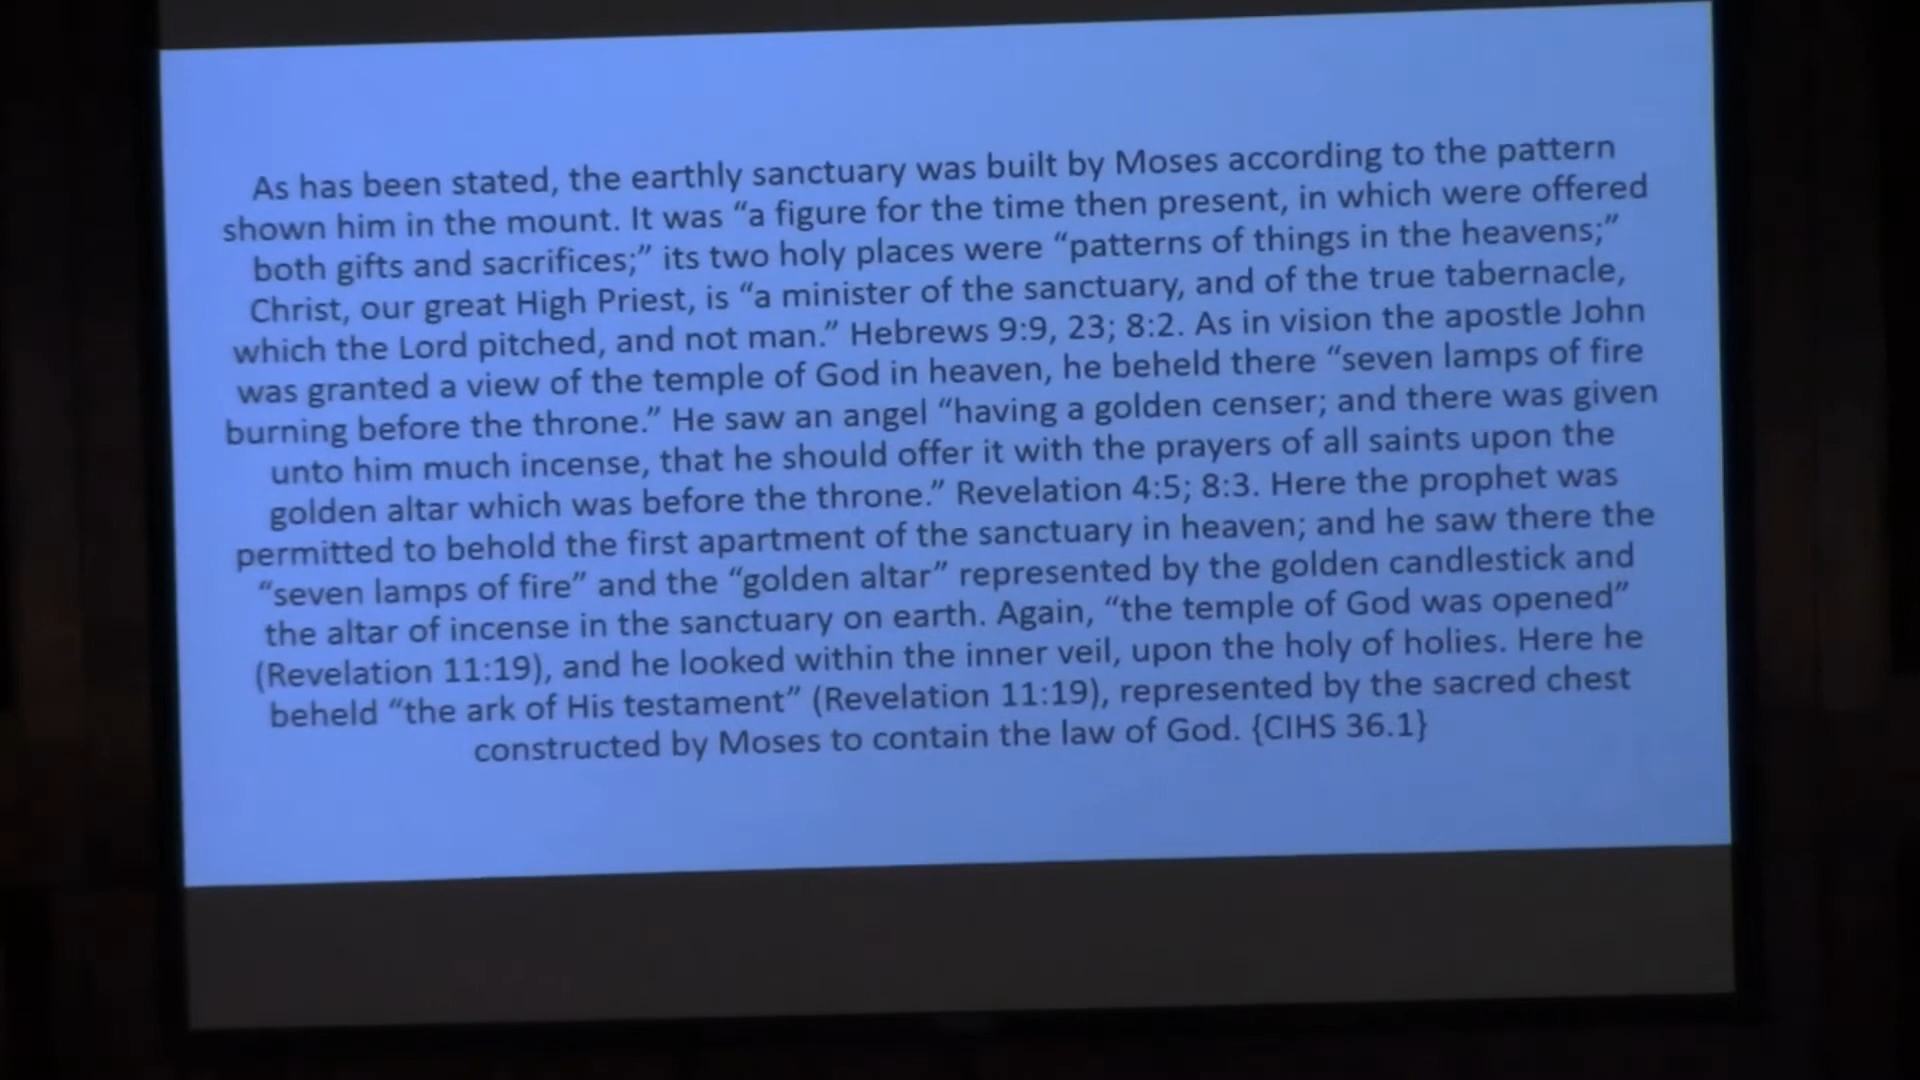 As has been stated, the earthly sanctuary was built by Moses according to the pattern
shown him in the mount. It was “a figure for the time then present, in which were offered
both gifts and sacrifices;” its two holy places were “patterns of things in the heavens;”
Christ, our great High Priest, is “a minister of the sanctuary, and of the true tabernacle,
which the Lord pitched, and not man.” Hebrews 9:9, 23; 8:2. As in vision the apostle John
was granted a view of the temple of God in heaven, he beheld there “seven lamps of fire
burning before the throne.” He saw an angel “having a golden censer; and there was given
unto him much incense, that he should offer it with the prayers of all saints upon the
golden altar which was before the throne.” Revelation 4:5; 8:3. Here the prophet was
permitted to behold the first apartment of the sanctuary in heaven; and he saw there the
“seven lamps of fire” and the “golden altar” represented by the golden candlestick and
the altar of incense in the sanctuary on earth. Again, “the temple of God was opened”
(Revelation 11:19), and he looked within the inner veil, upon the holy of holies. Here he
beheld “the ark of His testament” (Revelation 11:19), represented by the sacred chest
constructed by Moses to contain the law of God. {CIHS 36.1}